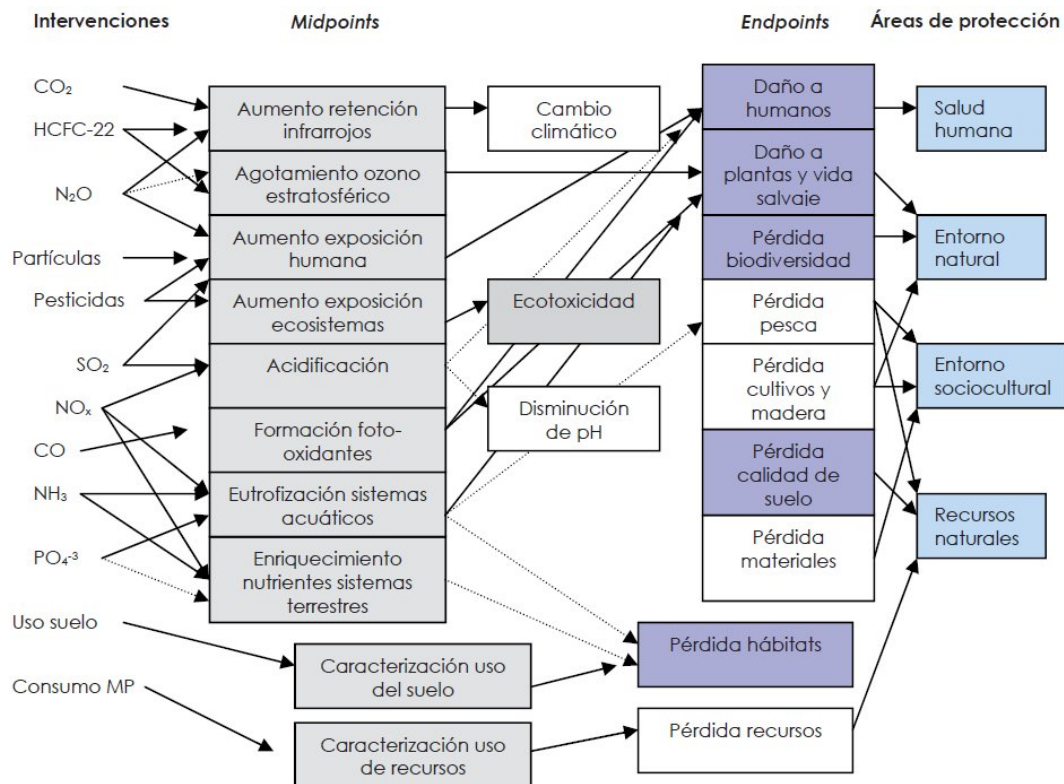 Intervenciones
Midpoints
Endpoints
Áreas de protección
CO₂
HCFC-22
N₂O
Partículas
Pesticidas
SO₂
NOₓ
CO
NH₃
PO₄⁻³
Uso suelo
Consumo MP
Aumento retención
infrarrojos
Agotamiento ozono
estratosférico
Aumento exposición
humana
Aumento exposición
ecosistemas
Acidificación
Formación foto-
oxidantes
Eutrofización sistemas
acuáticos
Enriquecimiento
nutrientes sistemas
terrestres
Caracterización uso
del suelo
Caracterización uso
de recursos
Cambio
climático
Ecotoxicidad
Disminución
de pH
Daño a
humanos
Daño a
plantas y vida
salvaje
Pérdida
biodiversidad
Pérdida
pesca
Pérdida
cultivos y
madera
Pérdida
calidad de
suelo
Pérdida
materiales
Pérdida hábitats
Pérdida recursos
Salud
humana
Entorno
natural
Entorno
sociocultural
Recursos
naturales